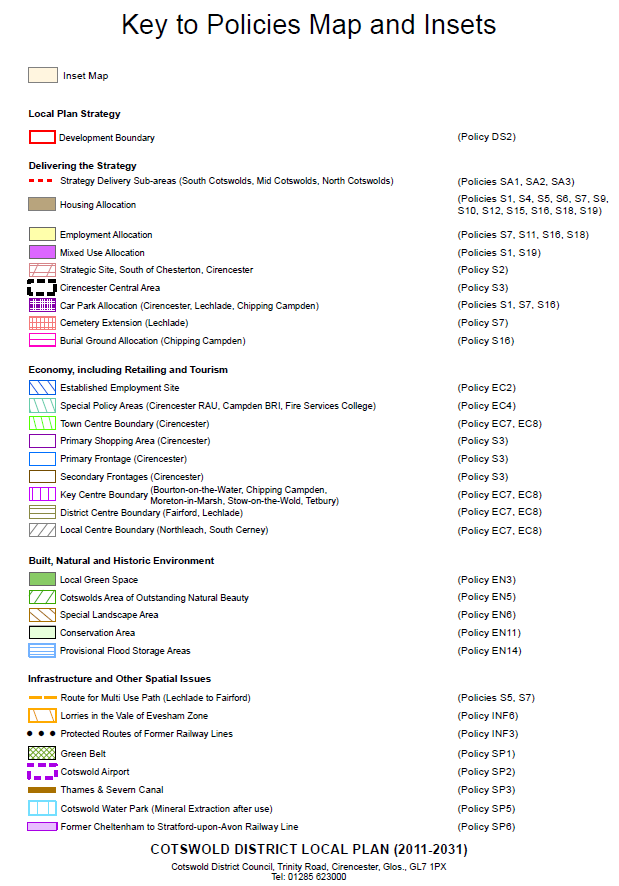 Key to Policies Map and Insets
Inset Map
Local Plan Strategy
Development Boundary (Policy DS2)
Delivering the Strategy
Strategy Delivery Sub-areas (South Cotswolds, Mid Cotswolds, North Cotswolds) (Policies SA1, SA2, SA3)
Housing Allocation (Policies S1, S4, S5, S6, S7, S9,
S10, S12, S15, S16, S18, S19)
Employment Allocation (Policies S7, S11, S16, S18)
Mixed Use Allocation (Policies S1, S19)
Strategic Site, South of Chesterton, Cirencester (Policy S2)
Cirencester Central Area (Policy S3)
Car Park Allocation (Cirencester, Lechlade, Chipping Campden) (Policies S1, S7, S16)
Cemetery Extension (Lechlade) (Policy S7)
Burial Ground Allocation (Chipping Campden) (Policy S16)
Economy, including Retailing and Tourism
Established Employment Site (Policy EC2)
Special Policy Areas (Cirencester RAU, Campden BRI, Fire Services College) (Policy EC4)
Town Centre Boundary (Cirencester) (Policy EC7, EC8)
Primary Shopping Area (Cirencester) (Policy S3)
Primary Frontage (Cirencester) (Policy S3)
Secondary Frontages (Cirencester) (Policy S3)
Key Centre Boundary (Bourton-on-the-Water, Chipping Campden,
Moreton-in-Marsh, Stow-on-the-Wold, Tetbury) (Policy EC7, EC8)
District Centre Boundary (Fairford, Lechlade) (Policy EC7, EC8)
Local Centre Boundary (Northleach, South Cerney) (Policy EC7, EC8)
Built, Natural and Historic Environment
Local Green Space (Policy EN3)
Cotswolds Area of Outstanding Natural Beauty (Policy EN5)
Special Landscape Area (Policy EN6)
Conservation Area (Policy EN11)
Provisional Flood Storage Areas (Policy EN14)
Infrastructure and Other Spatial Issues
Route for Multi Use Path (Lechlade to Fairford) (Policies S5, S7)
Lorries in the Vale of Evesham Zone (Policy INF6)
Protected Routes of Former Railway Lines (Policy INF3)
Green Belt (Policy SP1)
Cotswold Airport (Policy SP2)
Thames & Severn Canal (Policy SP3)
Cotswold Water Park (Mineral Extraction after use) (Policy SP5)
Former Cheltenham to Stratford-upon-Avon Railway Line (Policy SP6)
COTSWOLD DISTRICT LOCAL PLAN (2011-2031)
Cotswold District Council, Trinity Road, Cirencester, Glos., GL7 1PX
Tel: 01285 623000